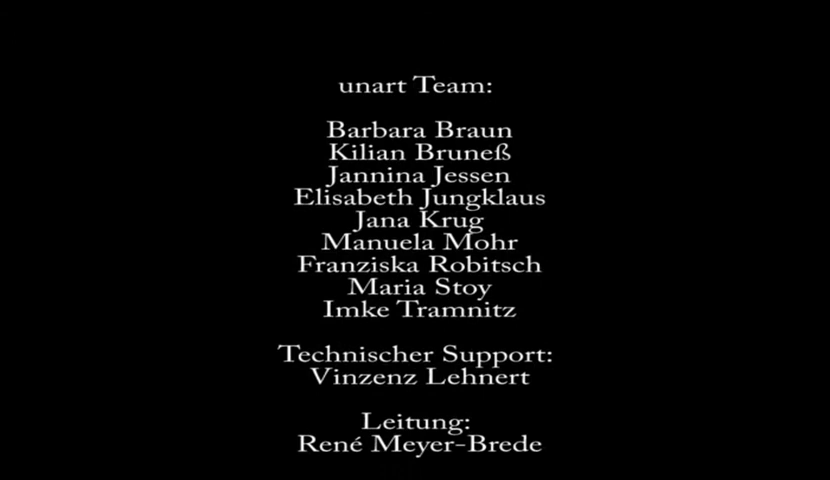 unart Team:
Barbara Braun
Kilian Bruneß
Jannina Jessen
Elisabeth Jungklaus
Jana Krug
Manuela Mohr
Franziska Robitsch
Maria Stoy
Imke Tramnitz
Technischer Support:
Vinzenz Lehnert
Leitung:
René Meyer-Brede